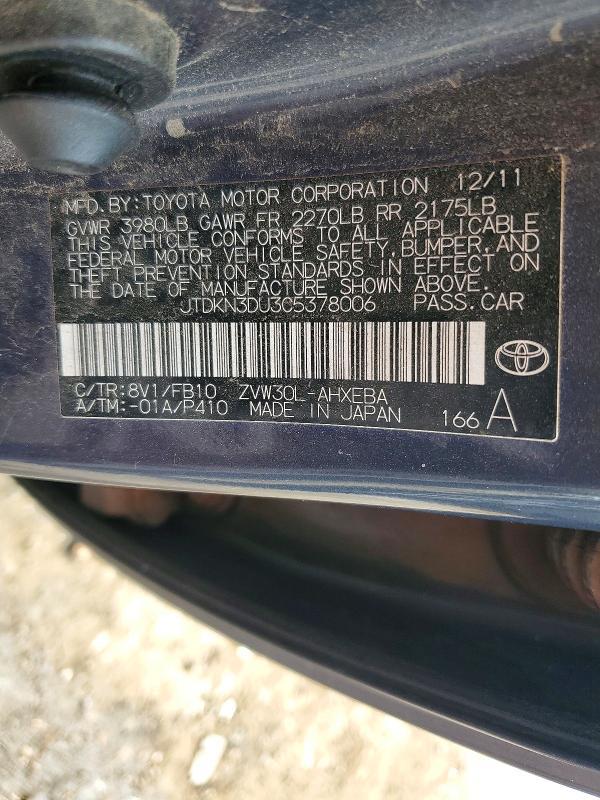 MFD.BY:TOYOTA MOTOR CORPORATION 12/11
GVWR 3980LB GAWR FR 2270LB RR 2175LB
THIS VEHICLE CONFORMS TO ALL APPLICABLE
FEDERAL MOTOR VEHICLE SAFETY,BUMPER,AND
THEFT PREVENTION STANDARDS IN EFFECT ON
THE DATE OF MANUFACTURE SHOWN ABOVE.
JTDKN3DU3C5378006 PASS.CAR
C/TR:8V1/FB10 ZVW30L-AHXEBA
A/TM:-01A/P410 MADE IN JAPAN 166 A